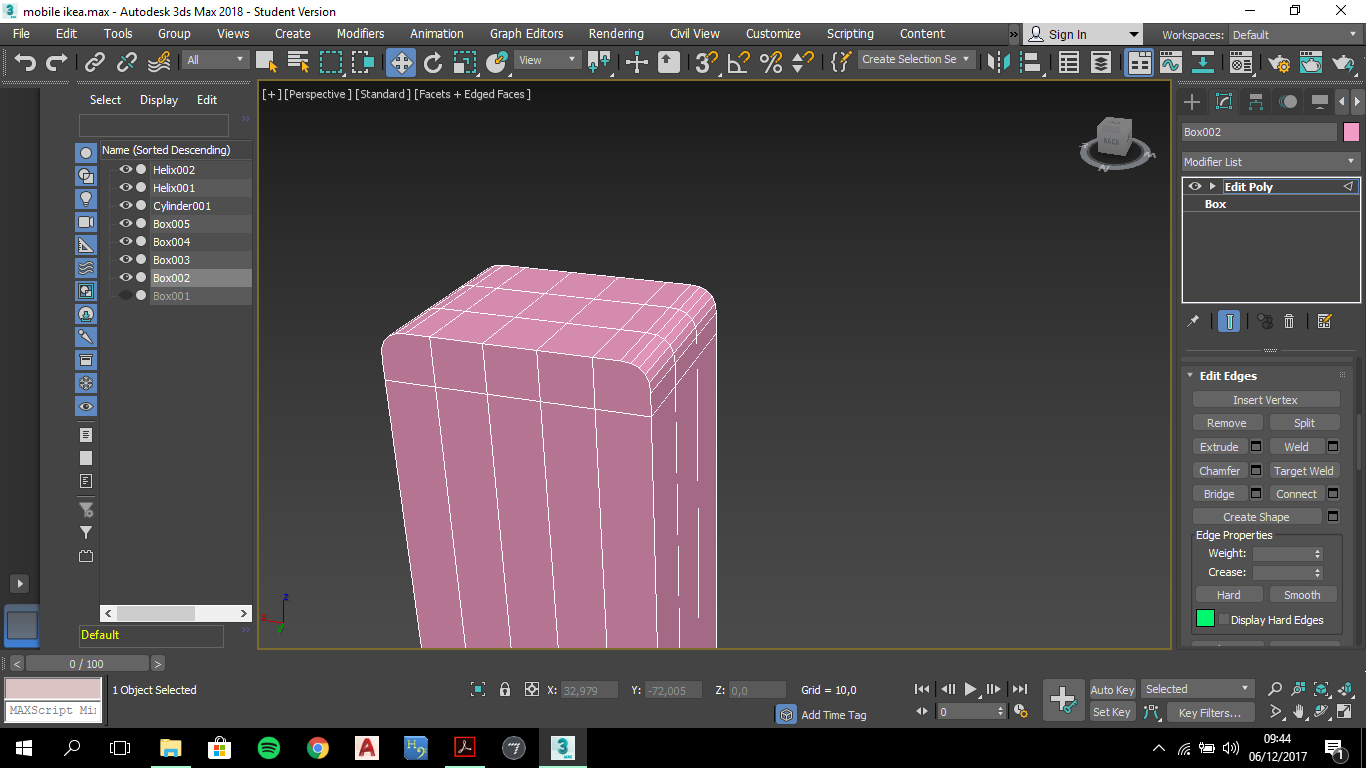 mobile ikea.max - Autodesk 3ds Max 2018 - Student Version
File Edit Tools Group Views Create Modifiers Animation Graph Editors Rendering Civil View Customize Scripting Content » Sign In Workspaces: Default
All View 3 Create Selection Se
Select Display Edit
[+] [Perspective] [Standard] [Facets + Edged Faces]
Name (Sorted Descending)
Helix002
Helix001
Cylinder001
Box005
Box004
Box003
Box002
Box001
Default
BACK
N
z
x
y
Box002
Modifier List
Edit Poly
Box
Edit Edges
Insert Vertex
Remove Split
Extrude Weld
Chamfer Target Weld
Bridge Connect
Create Shape
Edge Properties
Weight:
Crease:
Hard Smooth
Display Hard Edges
< 0 / 100 >
1 Object Selected X: 32,979 Y: -72,005 Z: 0,0 Grid = 10,0 Auto Key Selected
MAXScript Mi
Add Time Tag 0 Set Key Key Filters...
09:44
06/12/2017
1